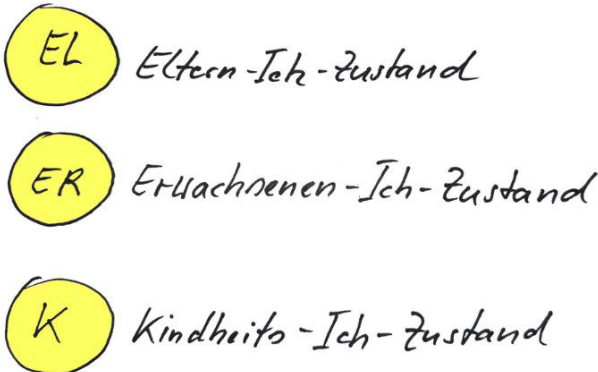 EL Eltern-Ich-Zustand
ER Erwachsenen-Ich-Zustand
K Kindheits-Ich-Zustand